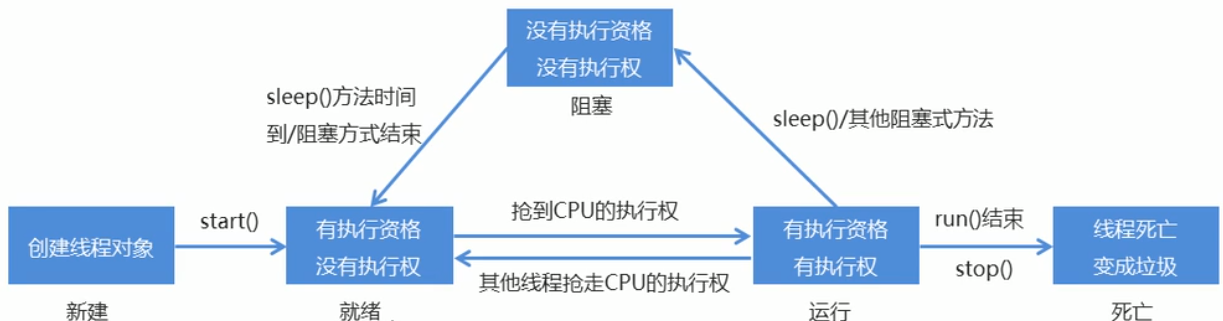 没有执行资格
没有执行权
阻塞
sleep()方法时间
到/阻塞方式结束
sleep()/其他阻塞式方法
创建线程对象
新建
start()
有执行资格
没有执行权
就绪
抢到CPU的执行权
其他线程抢走CPU的执行权
有执行资格
有执行权
运行
run()结束
stop()
线程死亡
变成垃圾
死亡